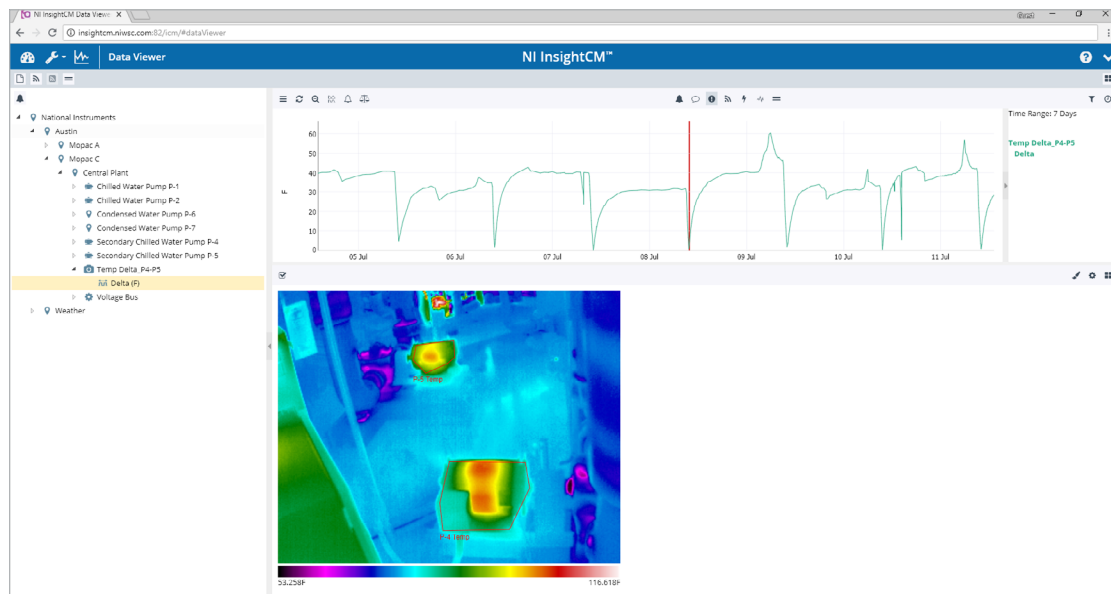 NI InsightCM Data Viewe
Guest
insightcm.niwsc.com:82/icm/#dataViewer
Data Viewer
NI InsightCM™
National Instruments
Austin
Mopac A
Mopac C
Central Plant
Chilled Water Pump P-1
Chilled Water Pump P-2
Condensed Water Pump P-6
Condensed Water Pump P-7
Secondary Chilled Water Pump P-4
Secondary Chilled Water Pump P-5
Temp Delta_P4-P5
Delta (F)
Voltage Bus
Weather
Time Range: 7 Days
Temp Delta_P4-P5
Delta
60
50
40
30
20
10
0
F
05 Jul
06 Jul
07 Jul
08 Jul
09 Jul
10 Jul
11 Jul
P-5 Temp
P-4 Temp
53.258F
116.618F